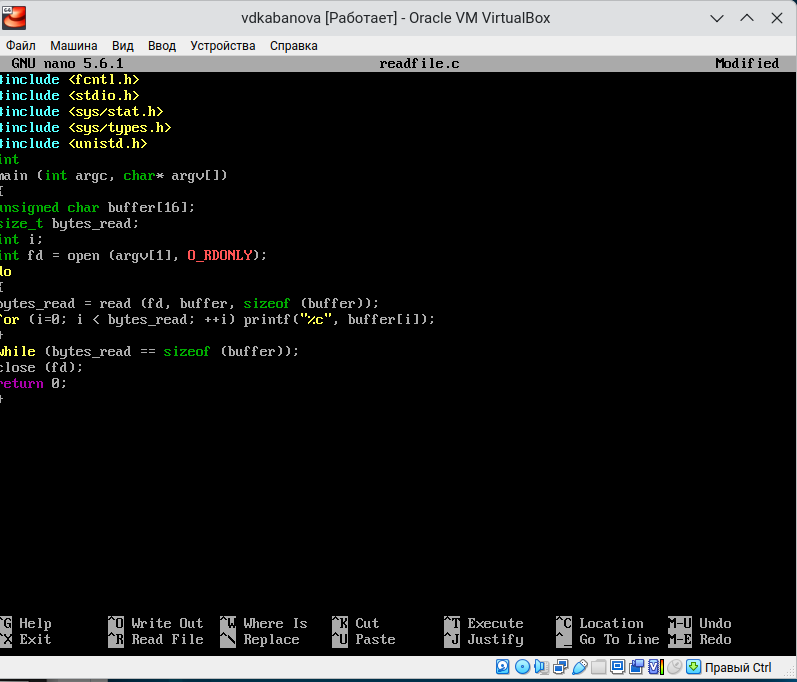 vdkabanova [Работает] - Oracle VM VirtualBox
Файл Машина Вид Ввод Устройства Справка
GNU nano 5.6.1 readfile.c Modified
#include <fcntl.h>
#include <stdio.h>
#include <sys/stat.h>
#include <sys/types.h>
#include <unistd.h>
int
main (int argc, char* argv[])
{
unsigned char buffer[16];
size_t bytes_read;
int i;
int fd = open (argv[1], O_RDONLY);
do
{
bytes_read = read (fd, buffer, sizeof (buffer));
for (i=0; i < bytes_read; ++i) printf("%c", buffer[i]);
}
while (bytes_read == sizeof (buffer));
close (fd);
return 0;
}
^G Help ^O Write Out ^W Where Is ^K Cut ^T Execute ^C Location M-U Undo
^X Exit ^R Read File ^\ Replace ^U Paste ^J Justify ^_ Go To Line M-E Redo
Правый Ctrl